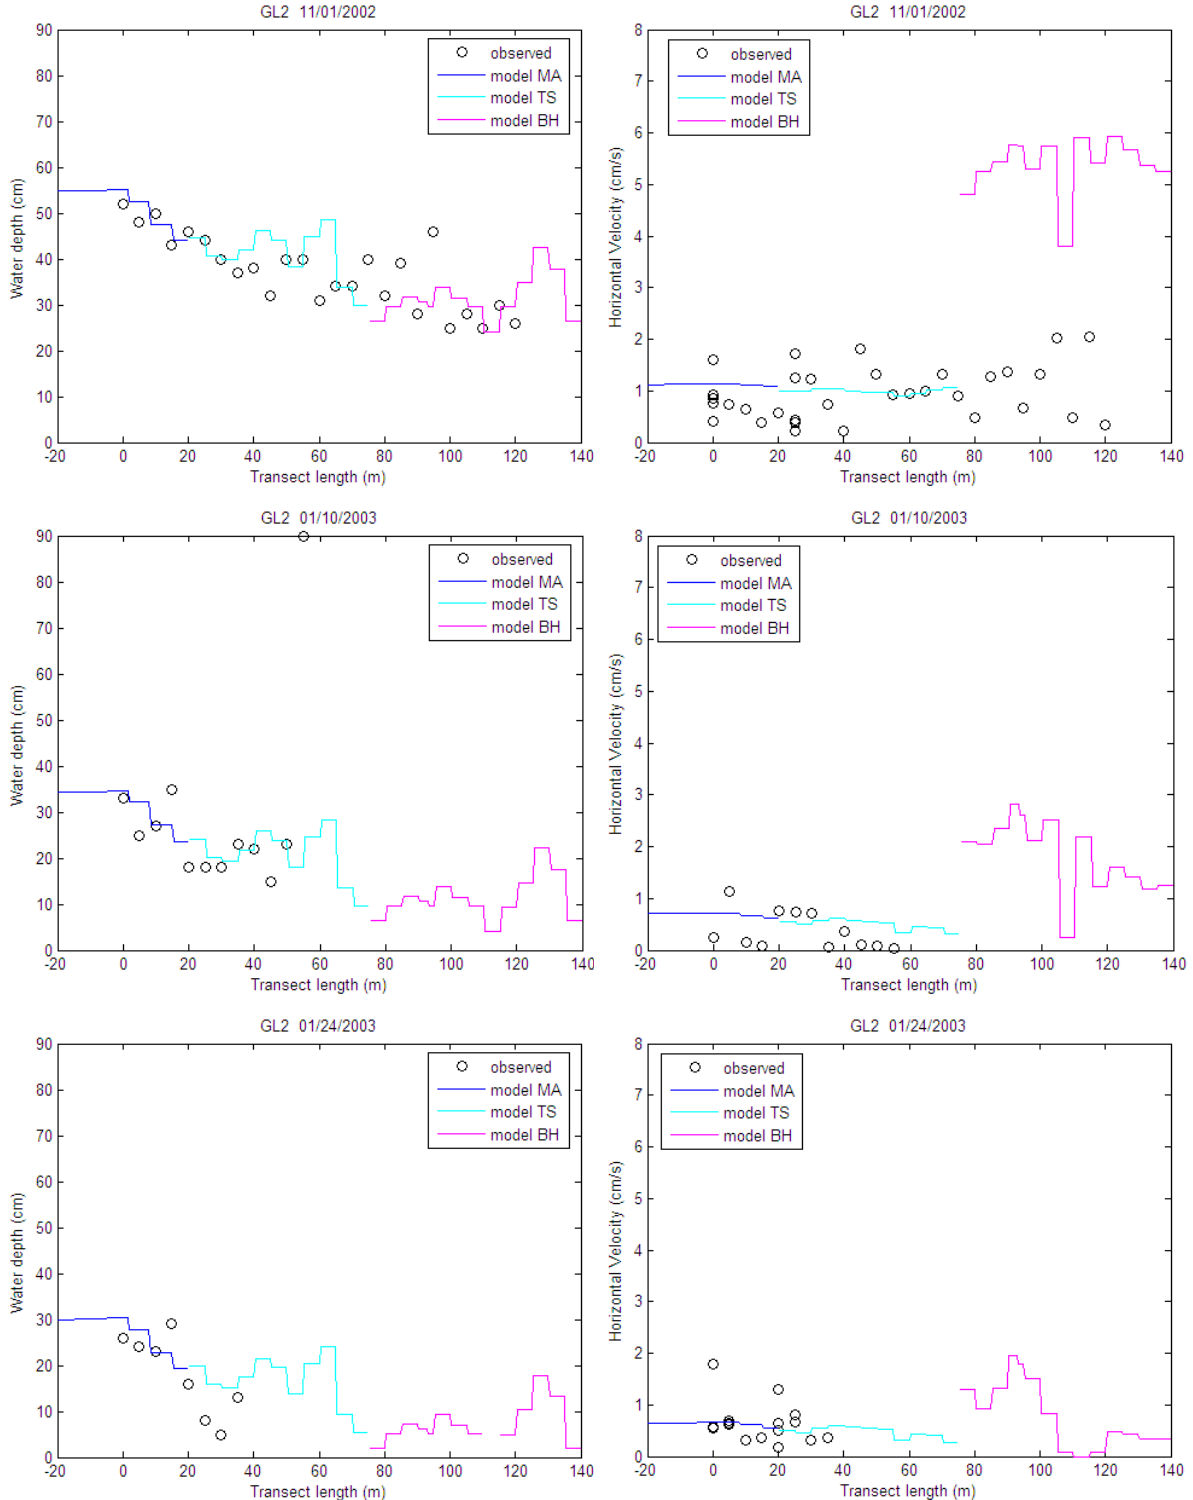 GL2 11/01/2002
90
80
70
60
50
40
30
20
10
0
Water depth (cm)
observed
model MA
model TS
model BH
-20 0 20 40 60 80 100 120 140
Transect length (m)
GL2 11/01/2002
8
7
6
5
4
3
2
1
0
Horizontal Velocity (cm/s)
observed
model MA
model TS
model BH
-20 0 20 40 60 80 100 120 140
Transect length (m)
GL2 01/10/2003
90
80
70
60
50
40
30
20
10
0
Water depth (cm)
observed
model MA
model TS
model BH
-20 0 20 40 60 80 100 120 140
Transect length (m)
GL2 01/10/2003
8
7
6
5
4
3
2
1
0
Horizontal Velocity (cm/s)
observed
model MA
model TS
model BH
-20 0 20 40 60 80 100 120 140
Transect length (m)
GL2 01/24/2003
90
80
70
60
50
40
30
20
10
0
Water depth (cm)
observed
model MA
model TS
model BH
-20 0 20 40 60 80 100 120 140
Transect length (m)
GL2 01/24/2003
8
7
6
5
4
3
2
1
0
Horizontal Velocity (cm/s)
observed
model MA
model TS
model BH
-20 0 20 40 60 80 100 120 140
Transect length (m)